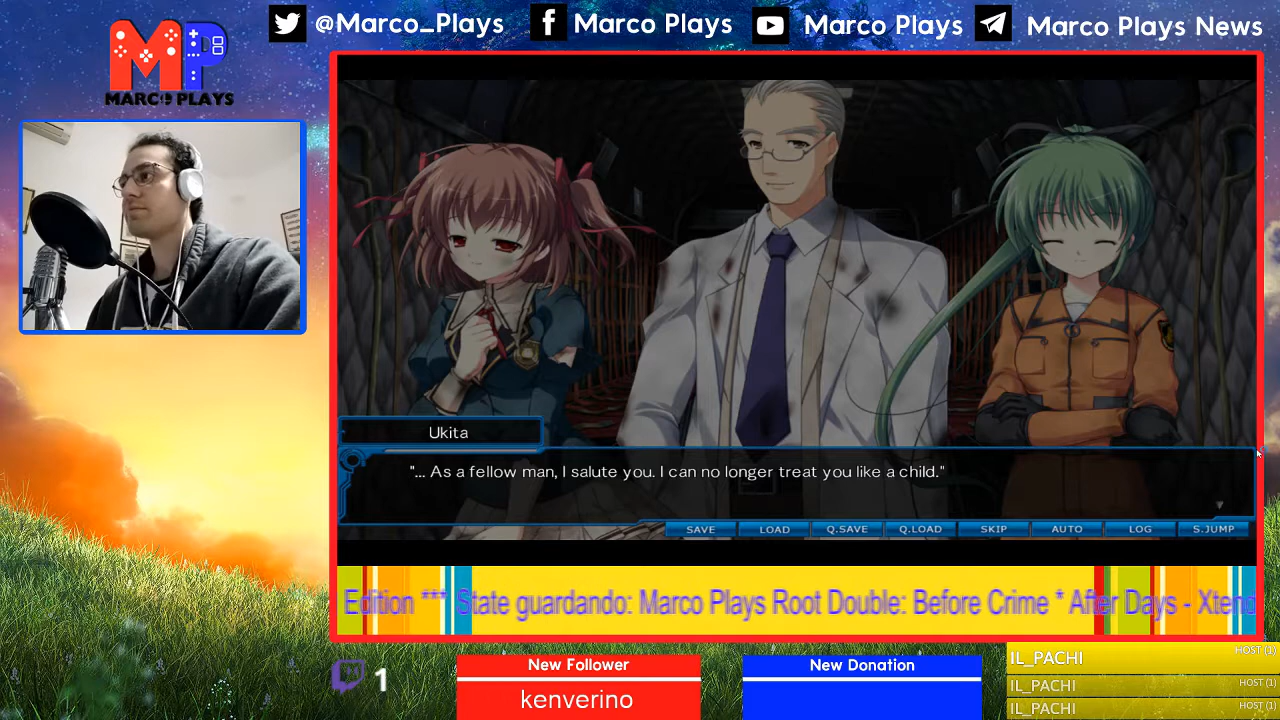 @Marco_Plays
Marco Plays
Marco Plays
Marco Plays News
MP
MARCO PLAYS
Ukita
"... As a fellow man, I salute you. I can no longer treat you like a child."
SAVE
LOAD
Q.SAVE
Q.LOAD
SKIP
AUTO
LOG
S.JUMP
Edition *** State guardando: Marco Plays Root Double: Before Crime * After Days - Xtend
1
New Follower
kenverino
New Donation
IL_PACHI
HOST (1)
IL_PACHI
HOST (1)
IL_PACHI
HOST (1)